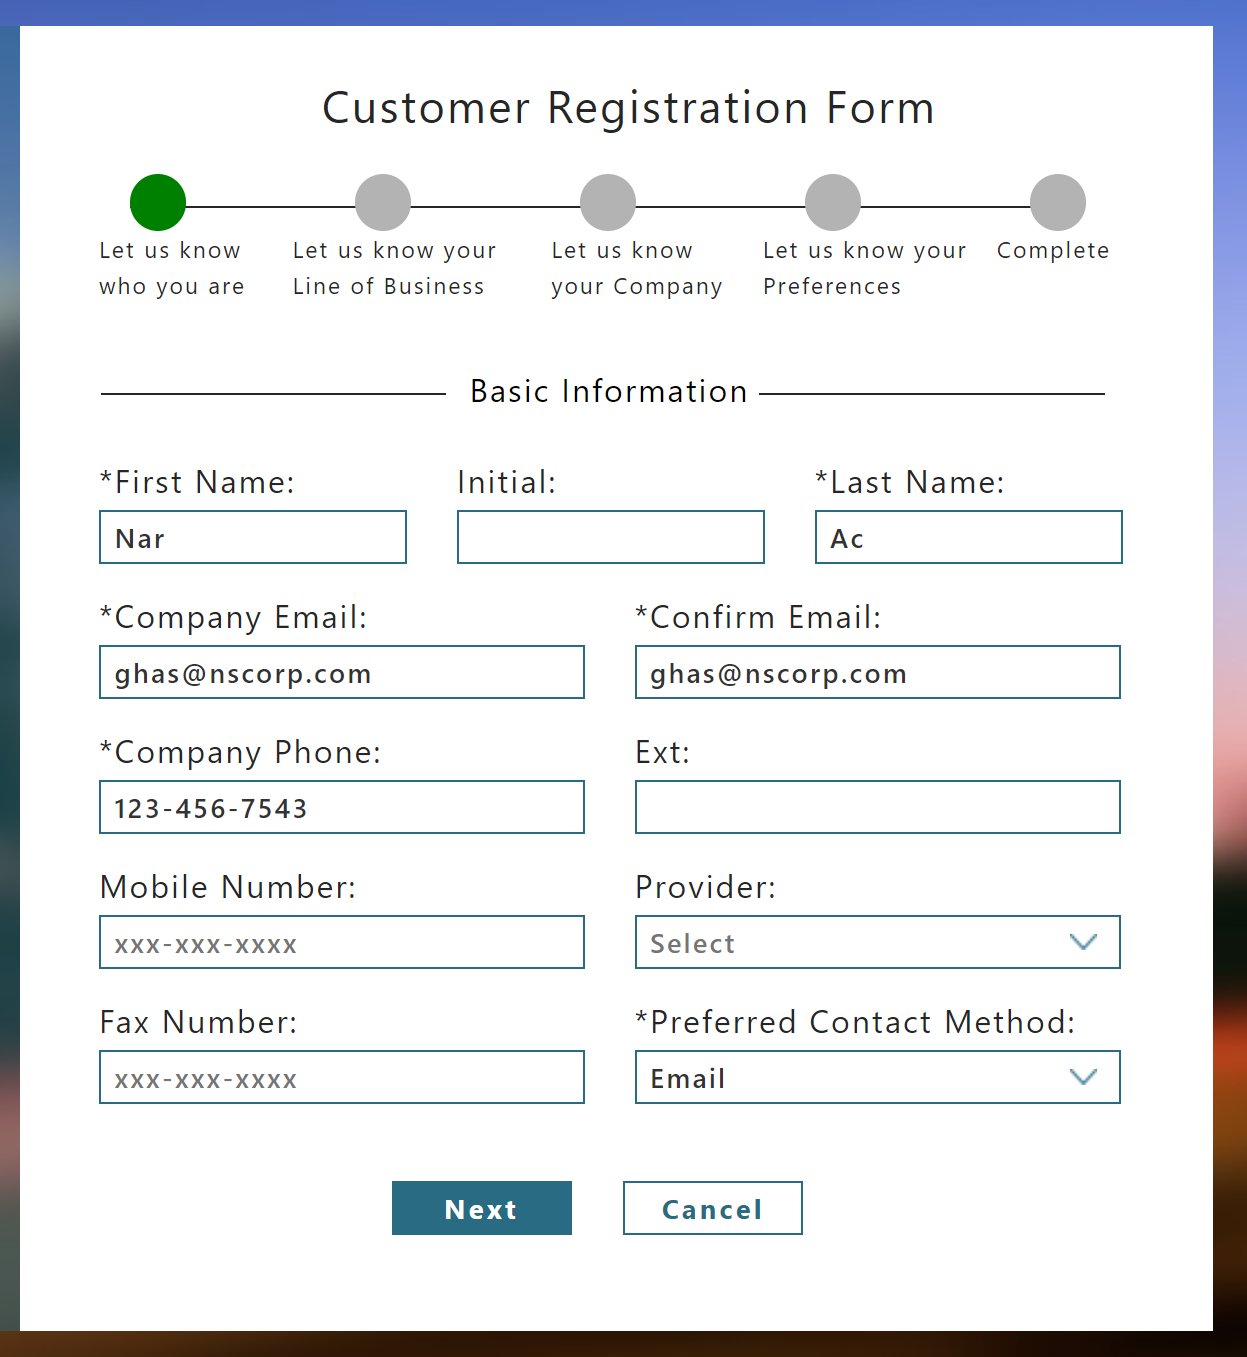 Customer Registration Form
Let us know who you are
Let us know your Line of Business
Let us know your Company
Let us know your Preferences
Complete
Basic Information
*First Name: Initial: *Last Name:
Nar Ac
*Company Email: *Confirm Email:
ghas@nscorp.com ghas@nscorp.com
*Company Phone: Ext:
123-456-7543
Mobile Number: Provider:
xxx-xxx-xxxx Select
Fax Number: *Preferred Contact Method:
xxx-xxx-xxxx Email
Next Cancel